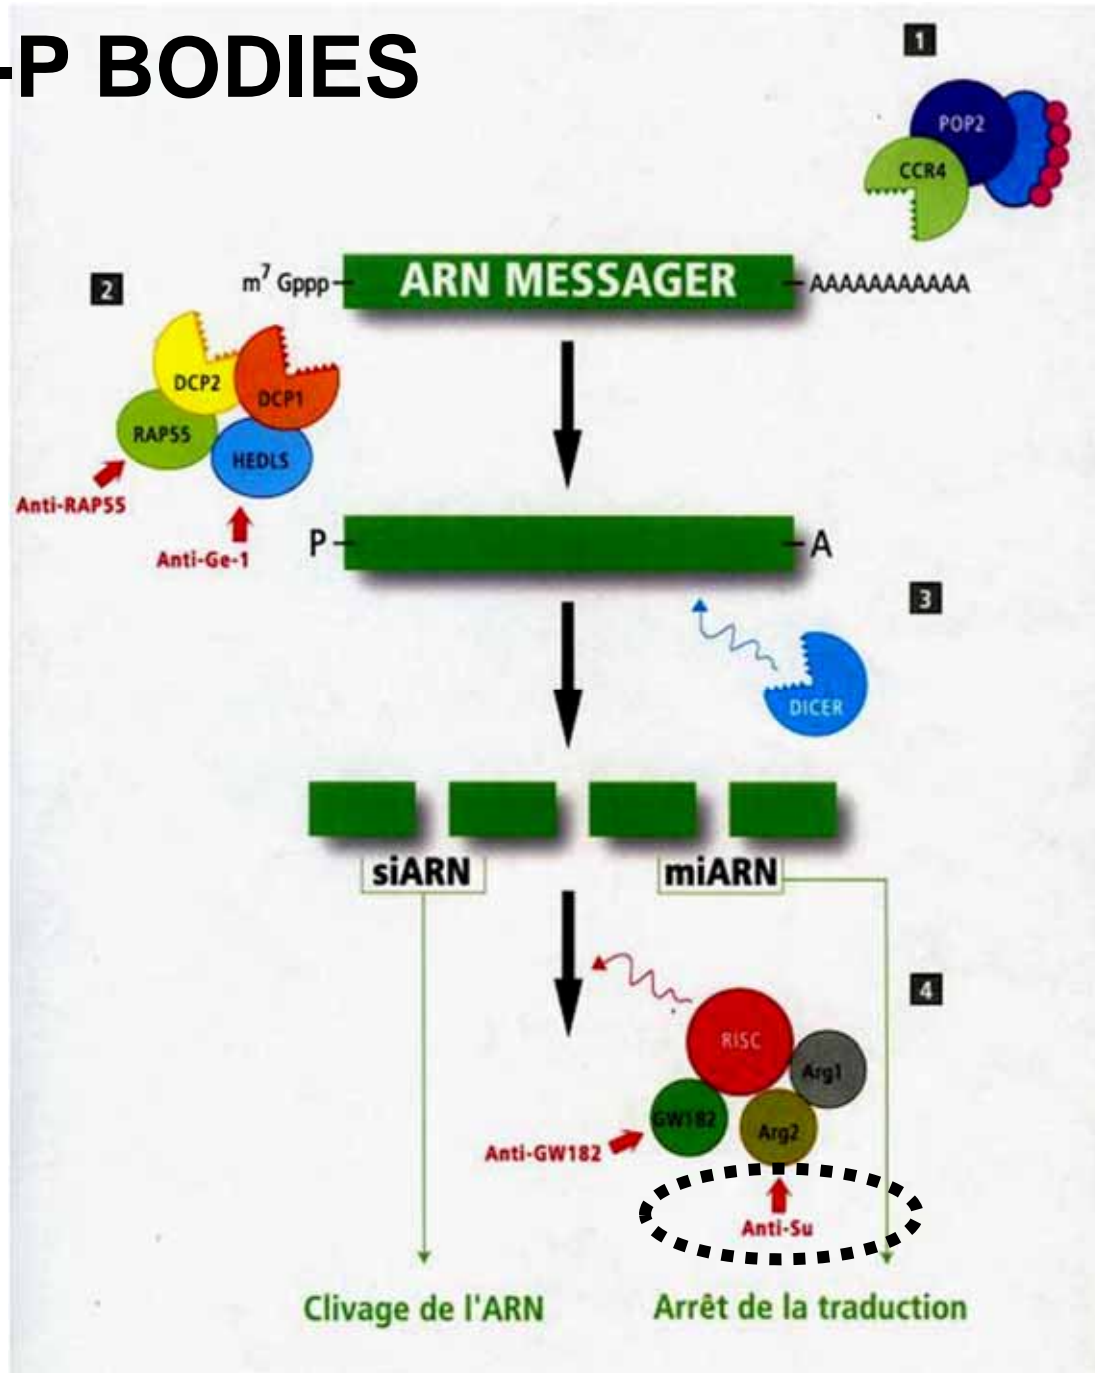 -P BODIES
1
POP2
CCR4
2
m⁷ Gppp
ARN MESSAGER
AAAAAAAAAAA
DCP2
DCP1
RAP55
HEDLS
Anti-RAP55
Anti-Ge-1
P
A
3
DICER
siARN
miARN
4
RISC
Arg1
GW182
Arg2
Anti-GW182
Anti-Su
Clivage de l'ARN
Arrêt de la traduction